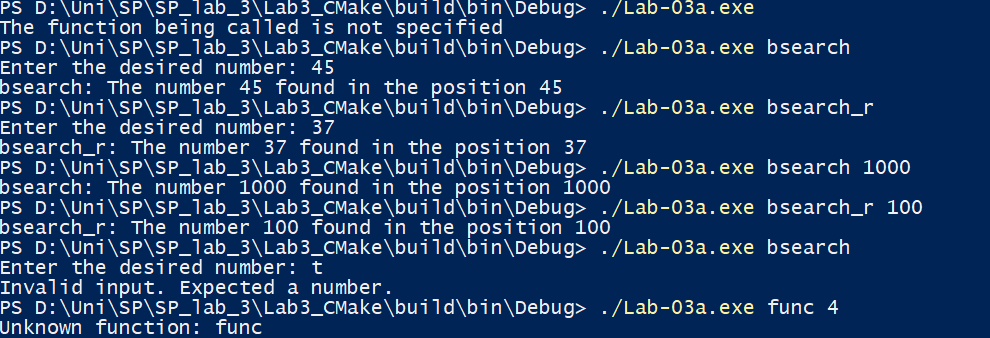 PS D:\Uni\SP\SP_lab_3\Lab3_CMake\build\bin\Debug> ./Lab-03a.exe
The function being called is not specified
PS D:\Uni\SP\SP_lab_3\Lab3_CMake\build\bin\Debug> ./Lab-03a.exe bsearch
Enter the desired number: 45
bsearch: The number 45 found in the position 45
PS D:\Uni\SP\SP_lab_3\Lab3_CMake\build\bin\Debug> ./Lab-03a.exe bsearch_r
Enter the desired number: 37
bsearch_r: The number 37 found in the position 37
PS D:\Uni\SP\SP_lab_3\Lab3_CMake\build\bin\Debug> ./Lab-03a.exe bsearch 1000
bsearch: The number 1000 found in the position 1000
PS D:\Uni\SP\SP_lab_3\Lab3_CMake\build\bin\Debug> ./Lab-03a.exe bsearch_r 100
bsearch_r: The number 100 found in the position 100
PS D:\Uni\SP\SP_lab_3\Lab3_CMake\build\bin\Debug> ./Lab-03a.exe bsearch
Enter the desired number: t
Invalid input. Expected a number.
PS D:\Uni\SP\SP_lab_3\Lab3_CMake\build\bin\Debug> ./Lab-03a.exe func 4
Unknown function: func